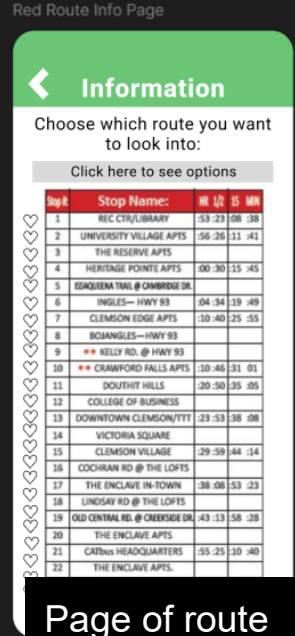 Red Route Info Page
Information
Choose which route you want
to look into:
Click here to see options
Stop #: Stop Name: HR 1/2 15 MIN
1 REC CTR/LIBRARY :53 :23 :08 :38
2 UNIVERSITY VILLAGE APTS :56 :26 :11 :41
3 THE RESERVE APTS
4 HERITAGE POINTE APTS :00 :30 :15 :45
5 ISSAQUEENA TRAIL @ CAMBRIDGE DR.
6 INGLES— HWY 93 :04 :34 :19 :49
7 CLEMSON EDGE APTS :10 :40 :25 :55
8 BOJANGLES—HWY 93
9 ** KELLY RD. @ HWY 93
10 ** CRAWFORD FALLS APTS :10 :46 :31 01
11 DOUTHIT HILLS :20 :50 :35 :05
12 COLLEGE OF BUSINESS
13 DOWNTOWN CLEMSON/TTT :23 :53 :38 :08
14 VICTORIA SQUARE
15 CLEMSON VILLAGE :29 :59 :44 :14
16 COCHRAN RD @ THE LOFTS
17 THE ENCLAVE IN-TOWN :38 :08 :53 :23
18 LINDSAY RD @ THE LOFTS
19 OLD CENTRAL RD. @ CREEKSIDE DR. :43 :13 :58 :28
20 THE ENCLAVE APTS
21 CATbus HEADQUARTERS :55 :25 :10 :40
22 THE ENCLAVE APTS.
Page of route